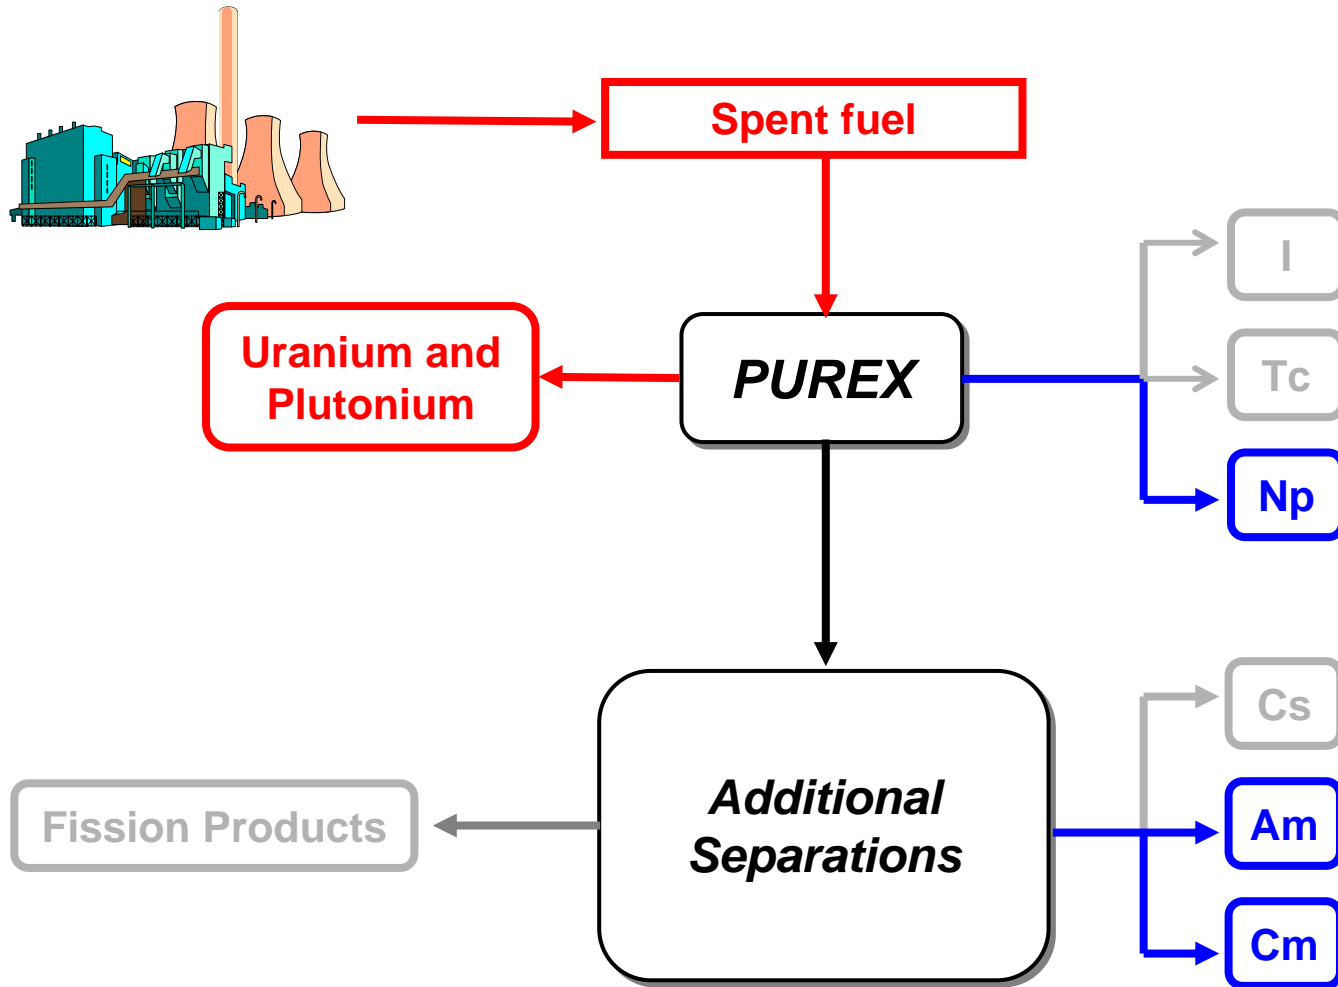 Spent fuel
I
Uranium and
Plutonium
PUREX
Tc
Np
Cs
Fission Products
Additional
Separations
Am
Cm